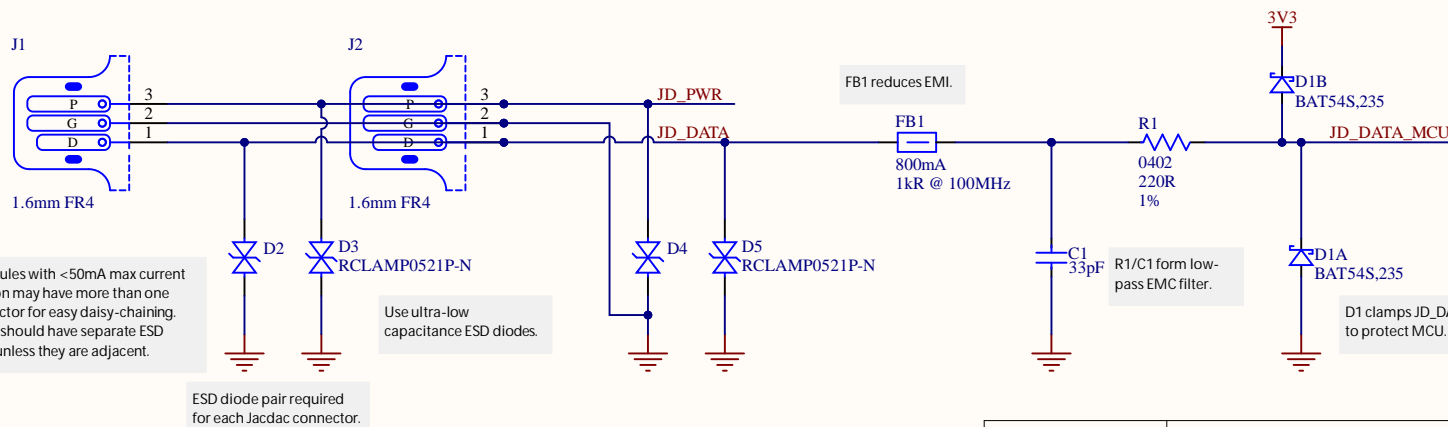 J1
P
G
D
3
2
1
1.6mm FR4
J2
P
G
D
3
2
1
1.6mm FR4
JD_PWR
JD_DATA
FB1 reduces EMI.
FB1
800mA
1kR @ 100MHz
R1
0402
220R
1%
3V3
D1B
BAT54S,235
JD_DATA_MCU
D2
D3
RCLAMP0521P-N
D4
D5
RCLAMP0521P-N
C1
33pF
R1/C1 form low-
pass EMC filter.
D1A
BAT54S,235
with <50mA max current
may have more than one
for easy daisy-chaining.
should have separate ESD
unless they are adjacent.
Use ultra-low
capacitance ESD diodes.
D1 clamps
to protect MCU.
ESD diode pair required
for each Jacdac connector.